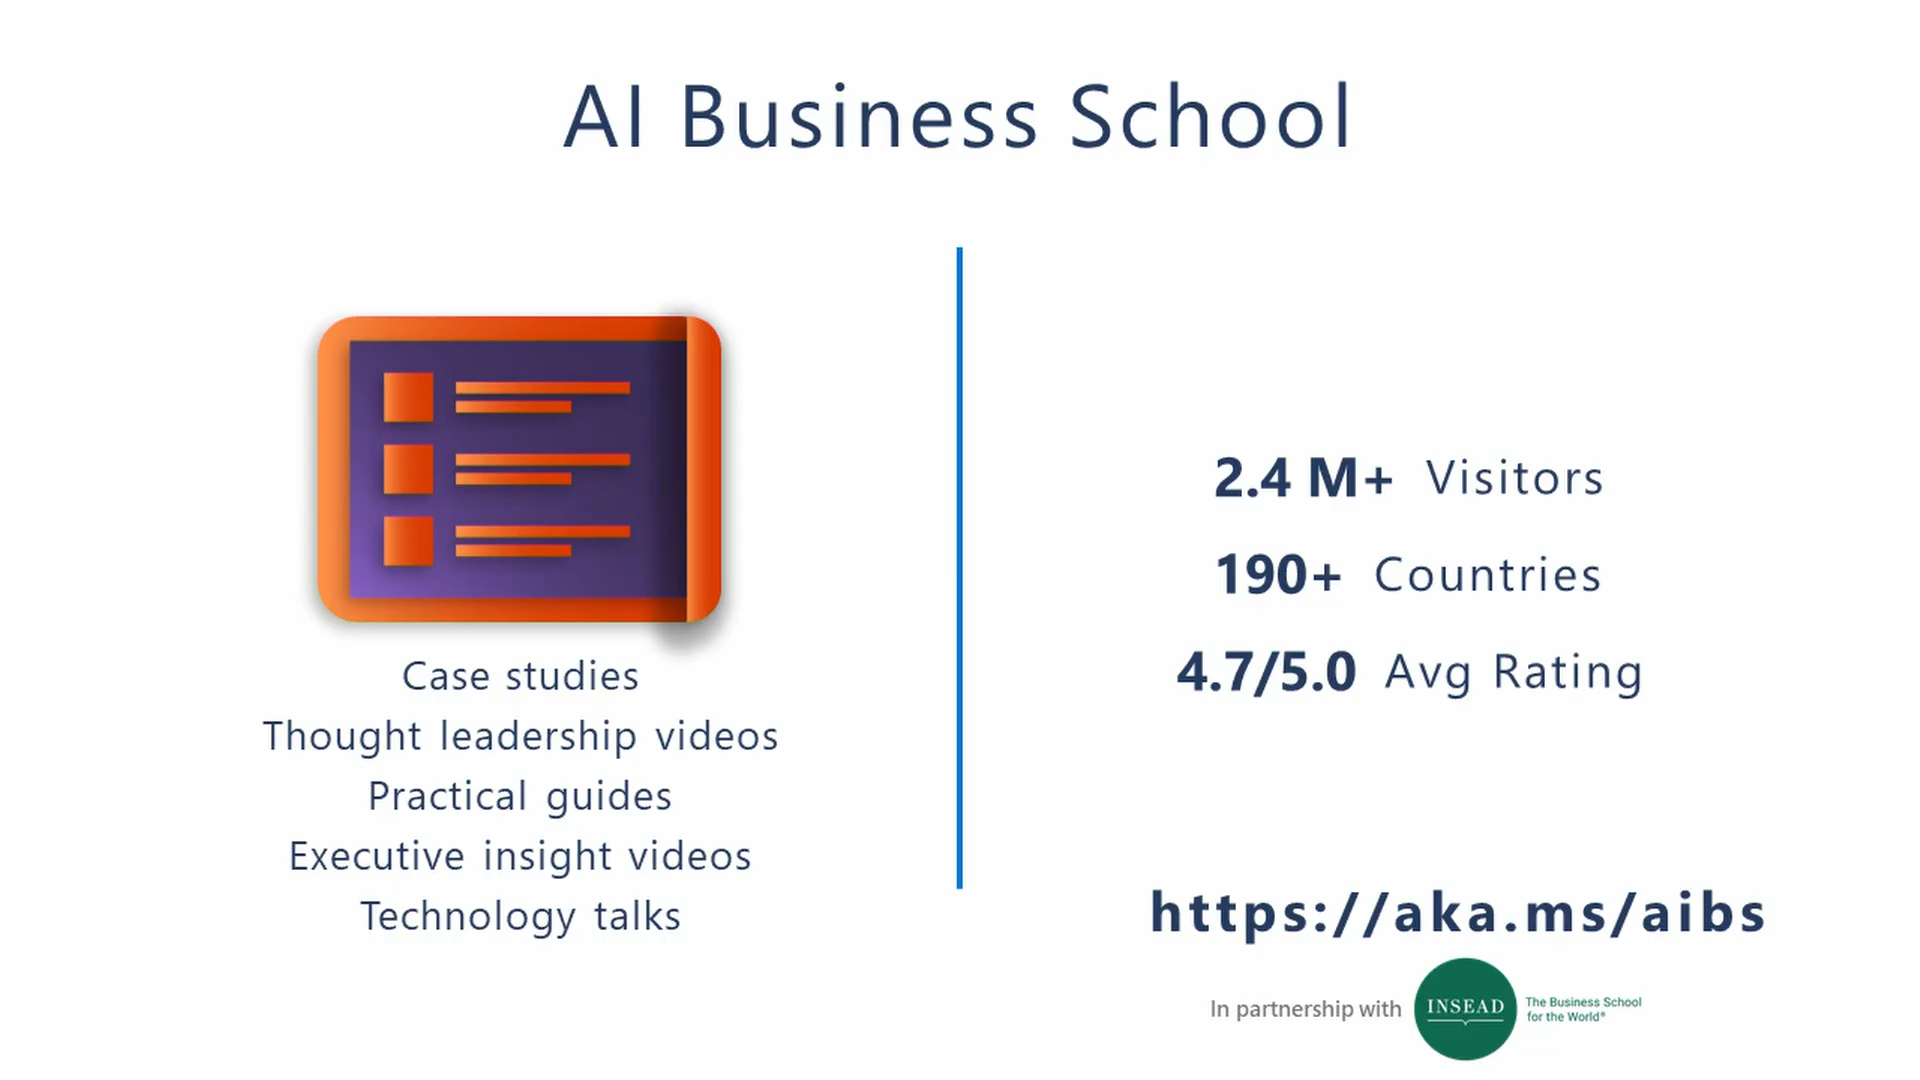 AI Business School
Case studies
Thought leadership videos
Practical guides
Executive insight videos
Technology talks
2.4 M+ Visitors
190+ Countries
4.7/5.0 Avg Rating
https://aka.ms/aibs
In partnership with
INSEAD
The Business School
for the World®